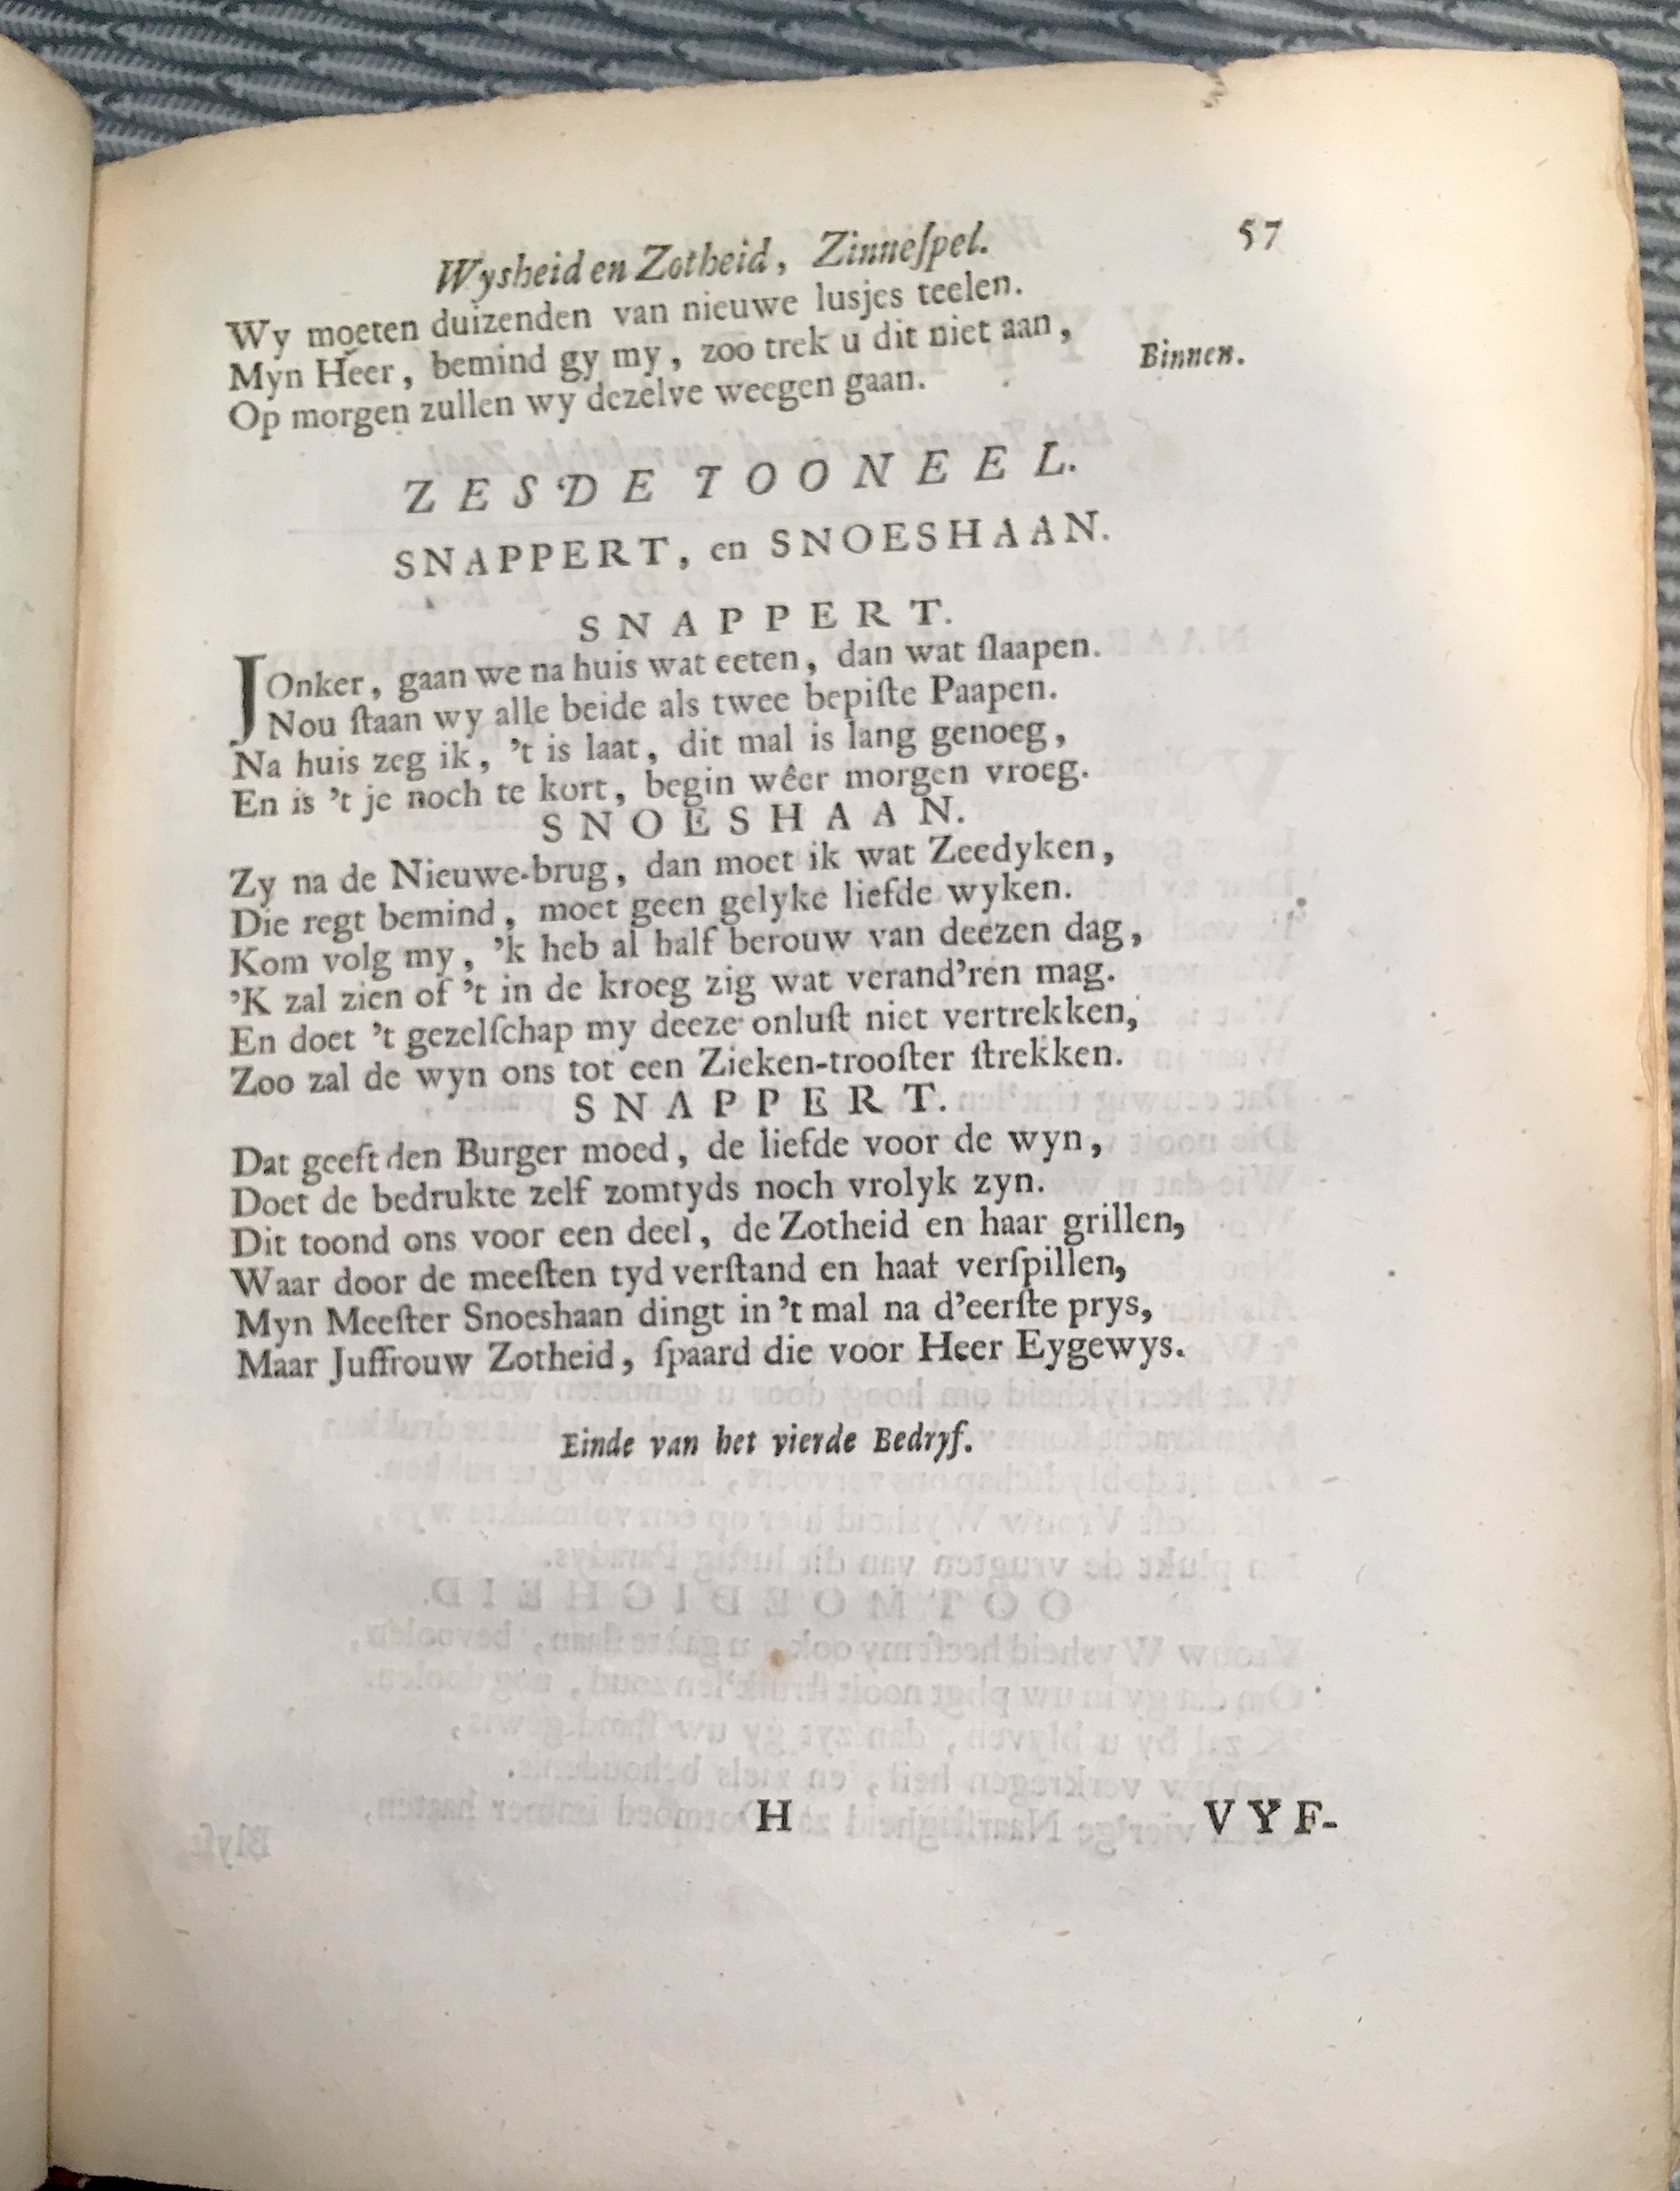 Wysheid en Zotheid, Zinneſpel. 57
Wy moeten duizenden van nieuwe lusjes teelen.
Myn Heer, bemind gy my, zoo trek u dit niet aan,
Op morgen zullen wy dezelve weegen gaan. Binnen.
ZESDE TOONEEL.
SNAPPERT, en SNOESHAAN.
SNAPPERT.
JOnker, gaan we na huis wat eeten, dan wat ſlaapen.
Nou ſtaan wy alle beide als twee bepiſte Paapen.
Na huis zeg ik, 't is laat, dit mal is lang genoeg,
En is 't je noch te kort, begin wêer morgen vroeg.
SNOESHAAN.
Zy na de Nieuwe-brug, dan moet ik wat Zeedyken,
Die regt bemind, moet geen gelyke liefde wyken.
Kom volg my, 'k heb al half berouw van deezen dag,
'K zal zien of 't in de kroeg zig wat verand'ren mag.
En doet 't gezelſchap my deeze onluſt niet vertrekken,
Zoo zal de wyn ons tot een Zieken-trooſter ſtrekken.
SNAPPERT.
Dat geeft den Burger moed, de liefde voor de wyn,
Doet de bedrukte zelf zomtyds noch vrolyk zyn.
Dit toond ons voor een deel, de Zotheid en haar grillen,
Waar door de meeſten tyd verſtand en haat verſpillen,
Myn Meeſter Snoeshaan dingt in 't mal na d'eerſte prys,
Maar Juffrouw Zotheid, ſpaard die voor Heer Eygewys.
Einde van het vierde Bedryf.
H VYF-